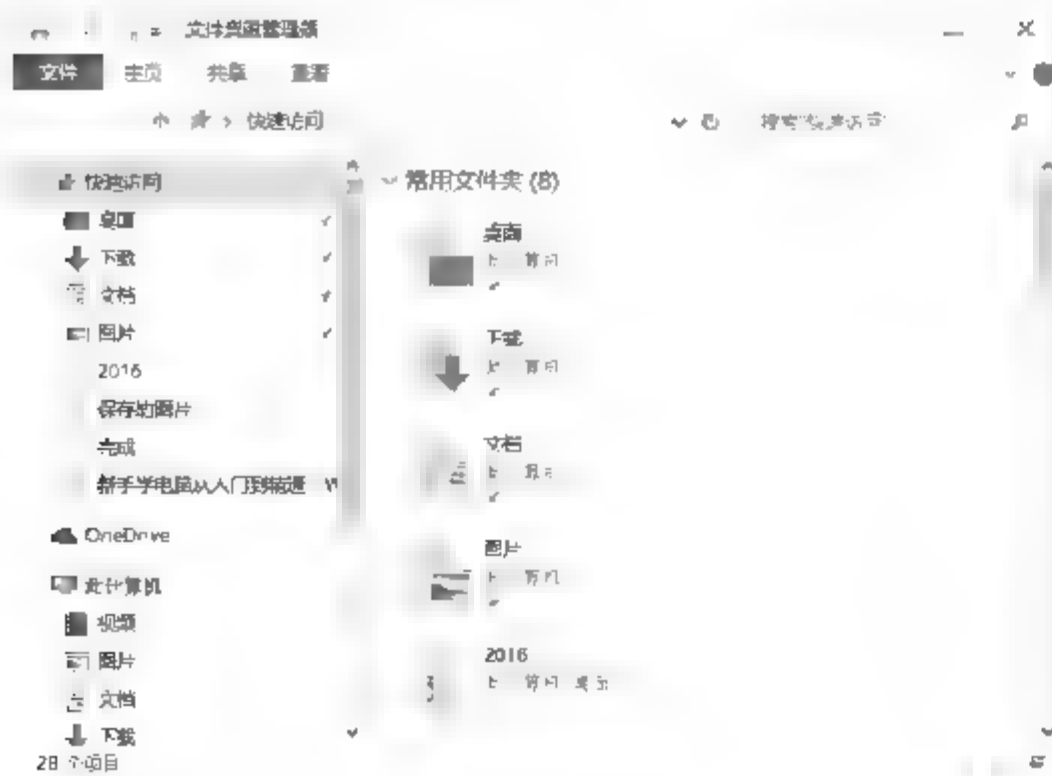 文件资源管理器
文件 主页 共享 查看
快速访问
快速访问
桌面
下载
文档
图片
2016
保存的图片
完成
新手学电脑从入门到精通 W
OneDrive
此计算机
视频
图片
文档
下载
28 个项目
常用文件夹 (8)
桌面
下载
文档
图片
2016